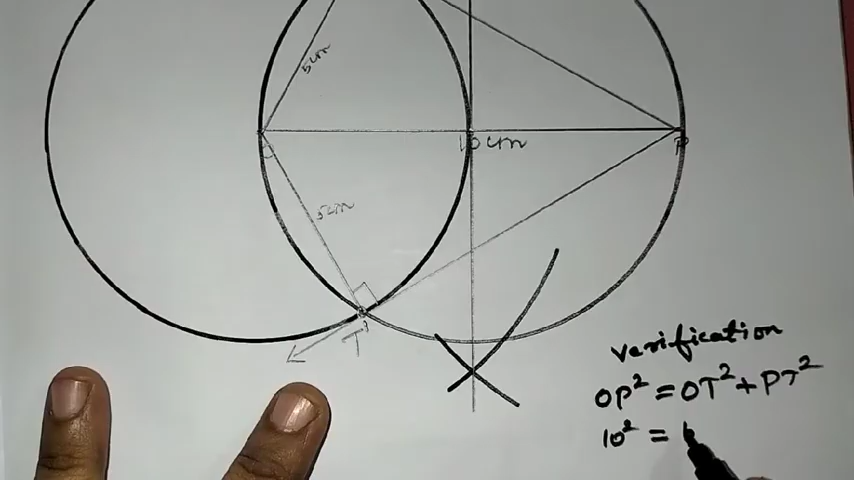 5cm
O
10cm
P
5cm
T'
Verification
OP² = OT² + PT²
10² =